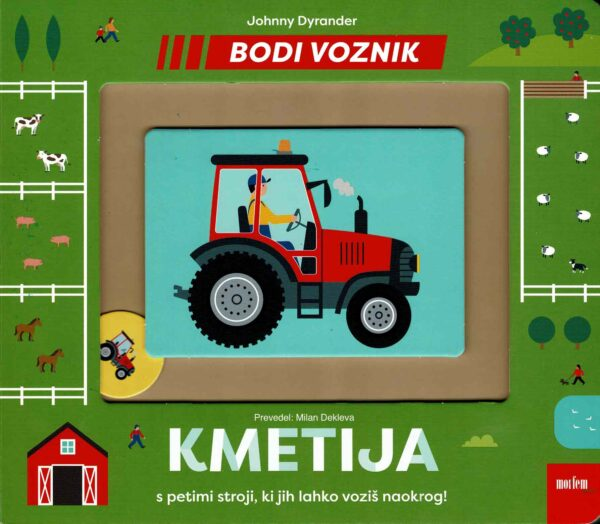 Johnny Dyrander
BODI VOZNIK
Prevedel: Milan Dekleva
KMETIJA
s petimi stroji, ki jih lahko voziš naokrog!
morfem